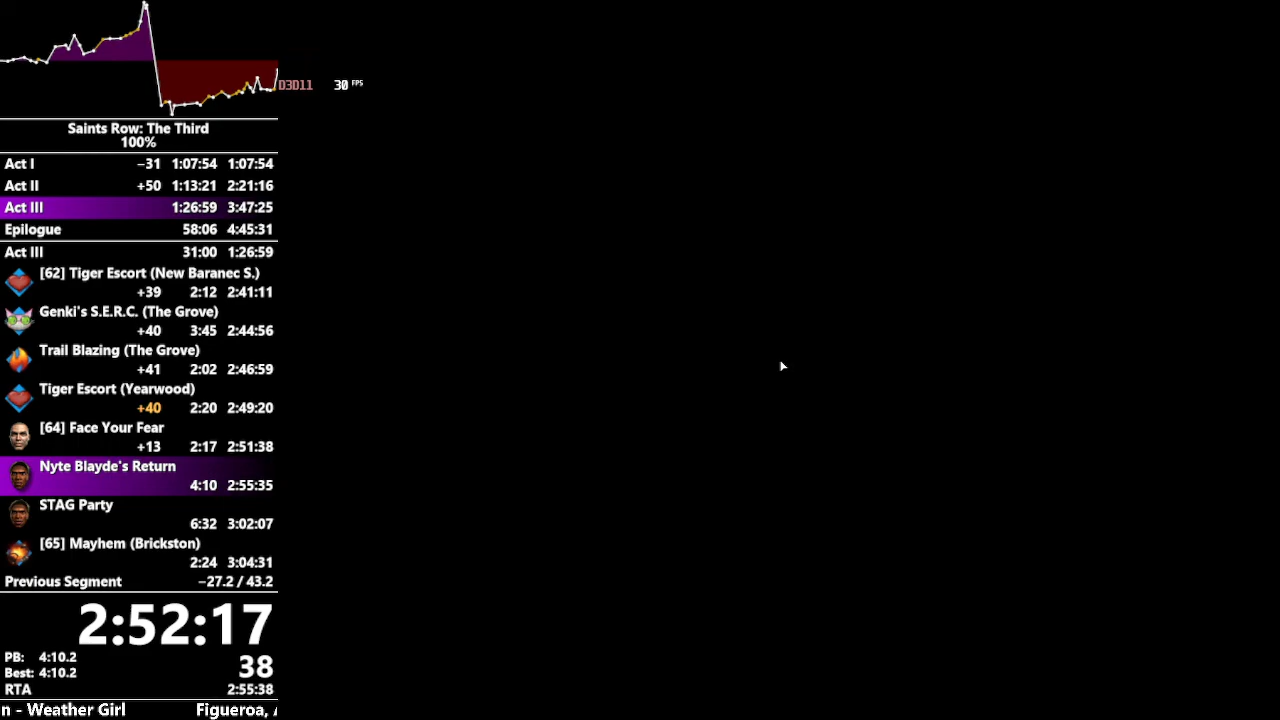 D3D11 30 FPS
Saints Row: The Third
100%
Act I −31 1:07:54 1:07:54
Act II +50 1:13:21 2:21:16
Act III 1:26:59 3:47:25
Epilogue 58:06 4:45:31
Act III 31:00 1:26:59
[62] Tiger Escort (New Baranec S.)
+39 2:12 2:41:11
Genki's S.E.R.C. (The Grove)
+40 3:45 2:44:56
Trail Blazing (The Grove)
+41 2:02 2:46:59
Tiger Escort (Yearwood)
+40 2:20 2:49:20
[64] Face Your Fear
+13 2:17 2:51:38
Nyte Blayde's Return
4:10 2:55:35
STAG Party
6:32 3:02:07
[65] Mayhem (Brickston)
2:24 3:04:31
Previous Segment −27.2 / 43.2
2:52:17
PB: 4:10.2
Best: 4:10.2
38
RTA 2:55:38
n - Weather Girl Figueroa,